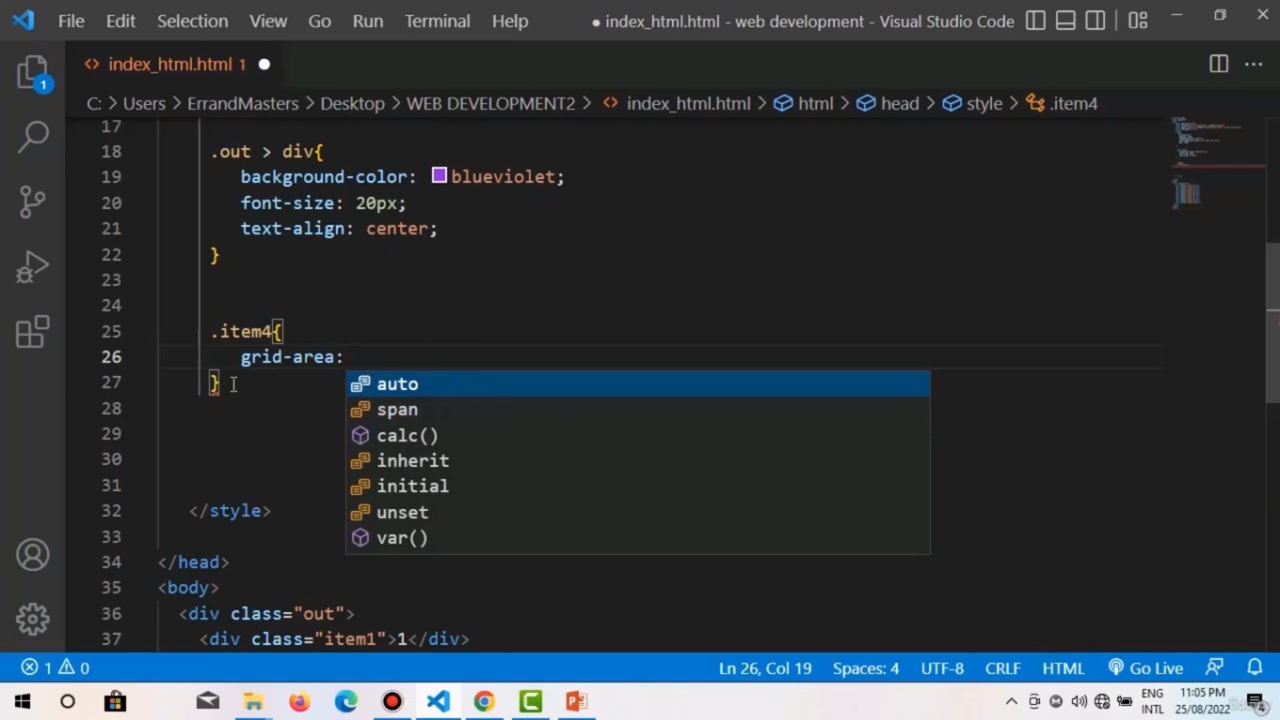 File Edit Selection View Go Run Terminal Help ● index_html.html - web development - Visual Studio Code
index_html.html 1
C: > Users > ErrandMasters > Desktop > WEB DEVELOPMENT2 > index_html.html > html > head > style > .item4
1
17
18 .out > div{
19 background-color: blueviolet;
20 font-size: 20px;
21 text-align: center;
22 }
23
24
25 .item4{
26 grid-area:
27 }
auto
28
span
29
calc()
30
inherit
31
initial
32 </style>
unset
33
var()
34 </head>
35 <body>
36 <div class="out">
37 <div class="item1">1</div>
1 0 Ln 26, Col 19 Spaces: 4 UTF-8 CRLF HTML Go Live
ENG 11:05 PM
INTL 25/08/2022 4